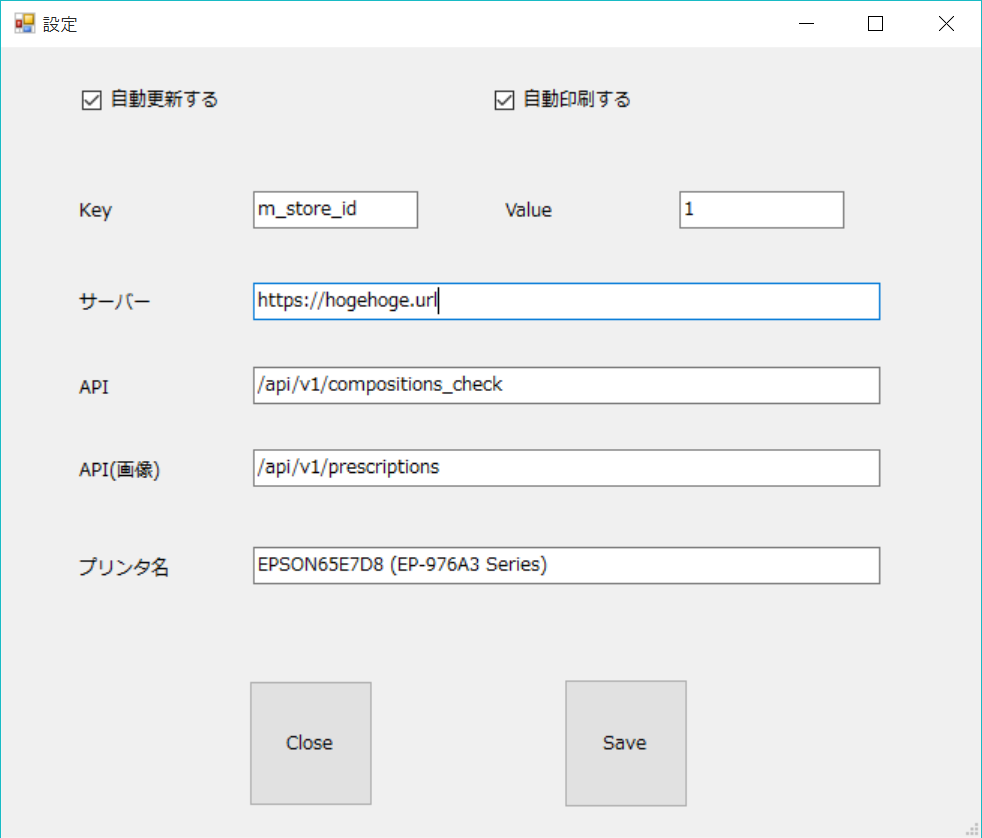 設定
自動更新する 自動印刷する
Key m_store_id Value 1
サーバー https://hogehoge.url
API /api/v1/compositions_check
API(画像) /api/v1/prescriptions
プリンタ名 EPSON65E7D8 (EP-976A3 Series)
Close Save